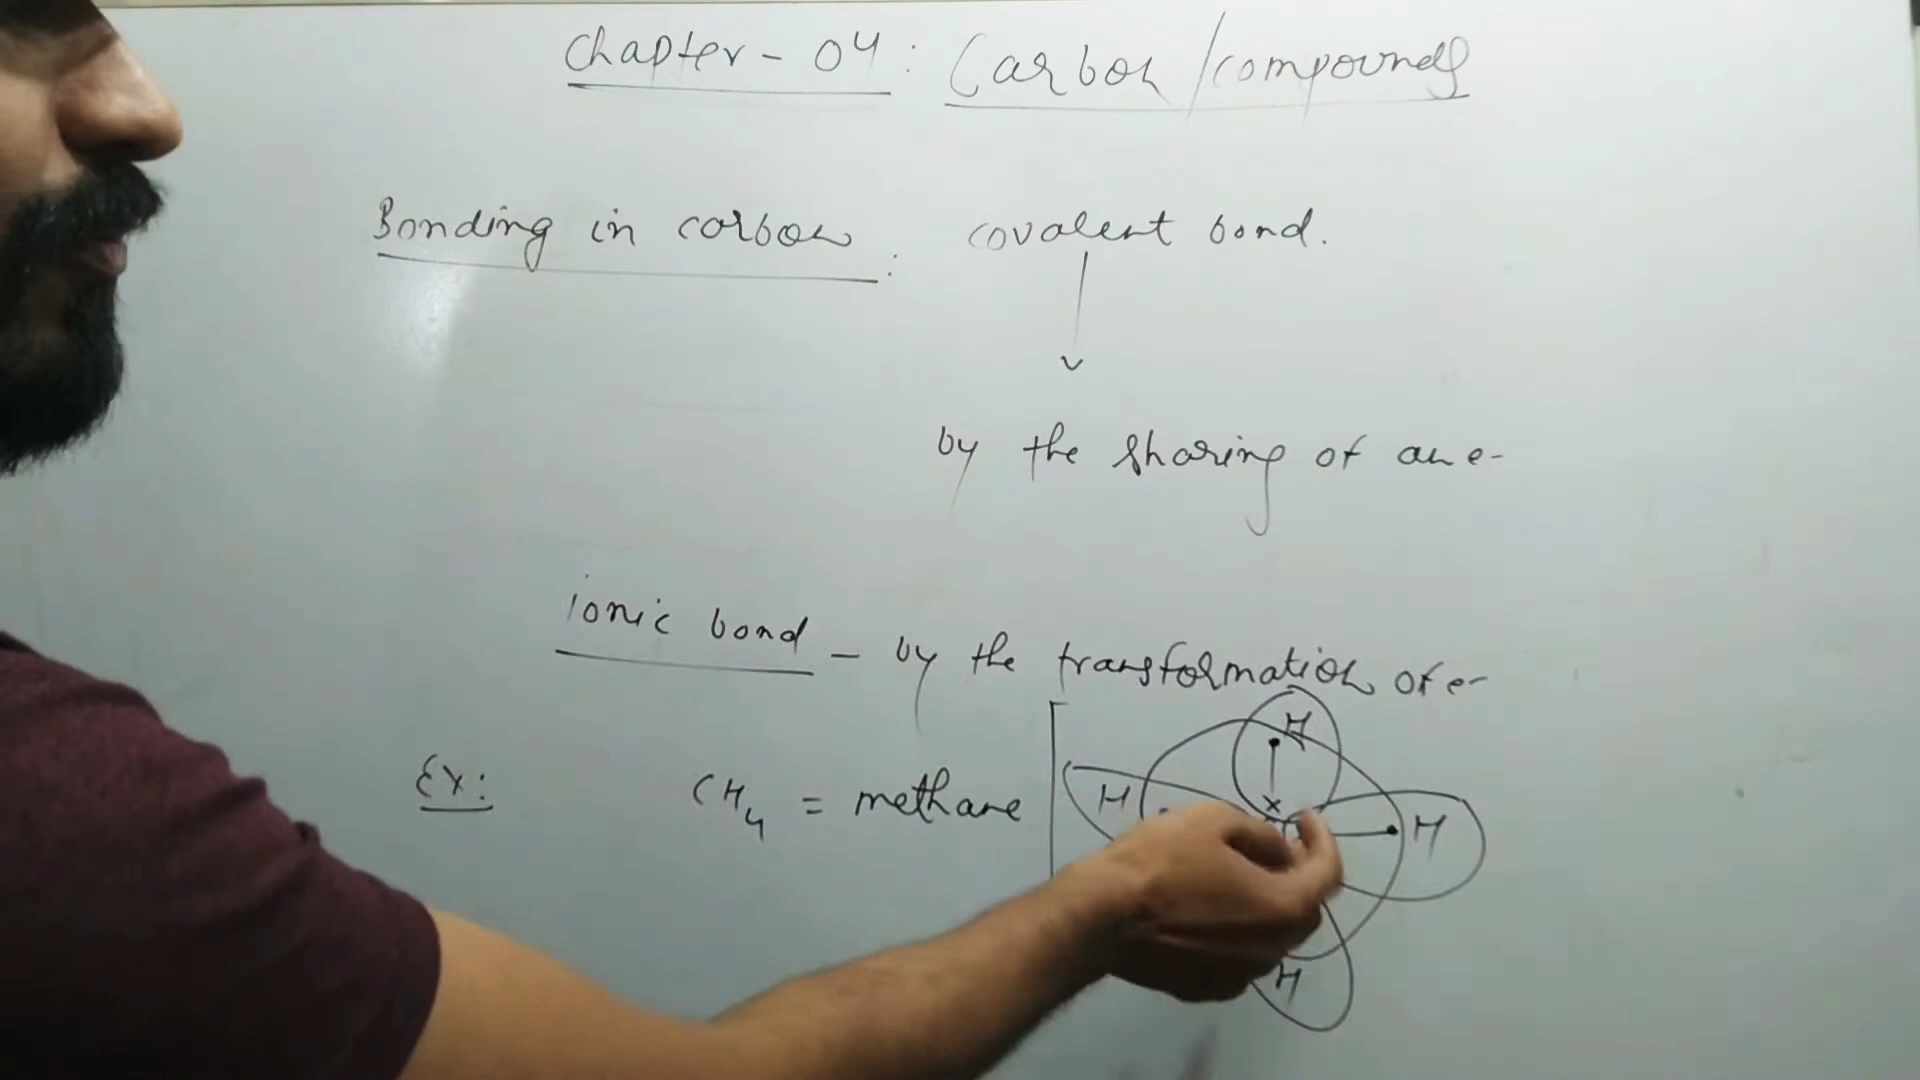 Chapter - 04 : Carbon / compounds
Bonding in carbon : covalent bond.
by the sharing of an e-
ionic bond - by the transformation of e-
Ex: CH4 = methane
H
H
H
H